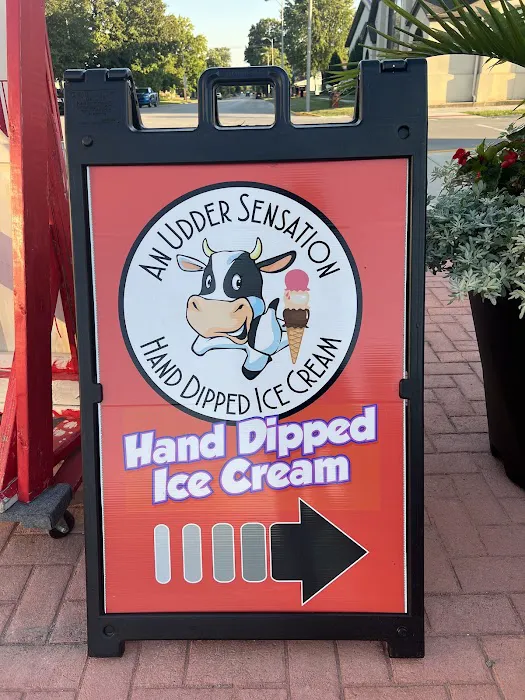 AN UDDER SENSATION
HAND DIPPED ICE CREAM
Hand Dipped
Ice Cream